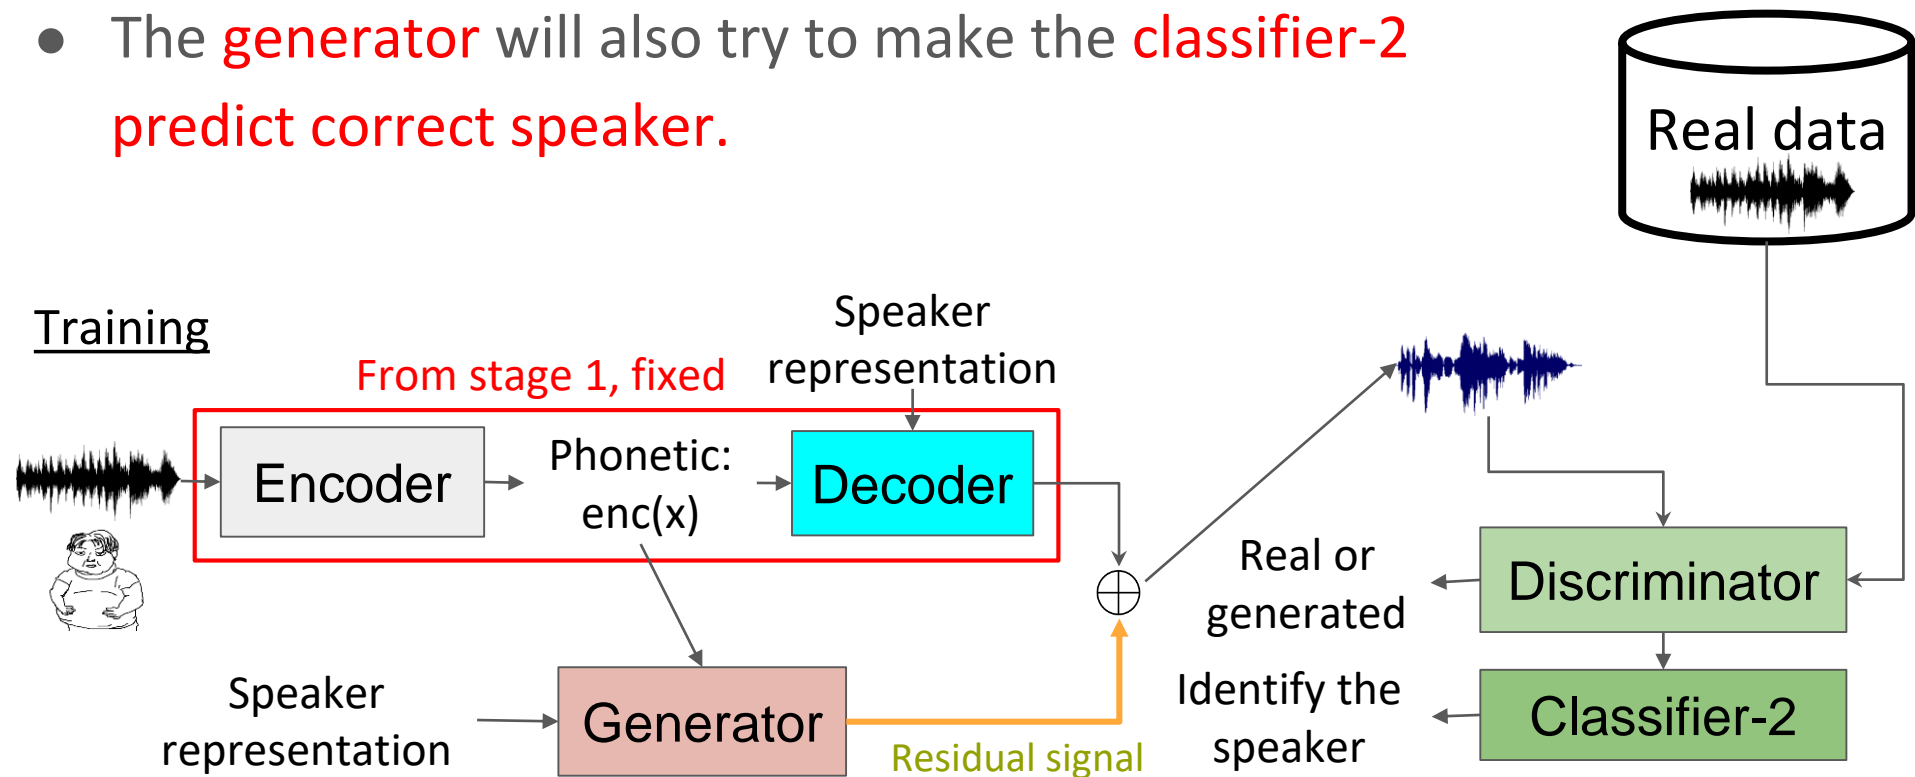 ● The generator will also try to make the classifier-2
predict correct speaker.
Real data
Training
From stage 1, fixed
Speaker
representation
Encoder
Phonetic:
enc(x)
Decoder
Real or
generated
Discriminator
Speaker
representation
Generator
Residual signal
Identify the
speaker
Classifier-2